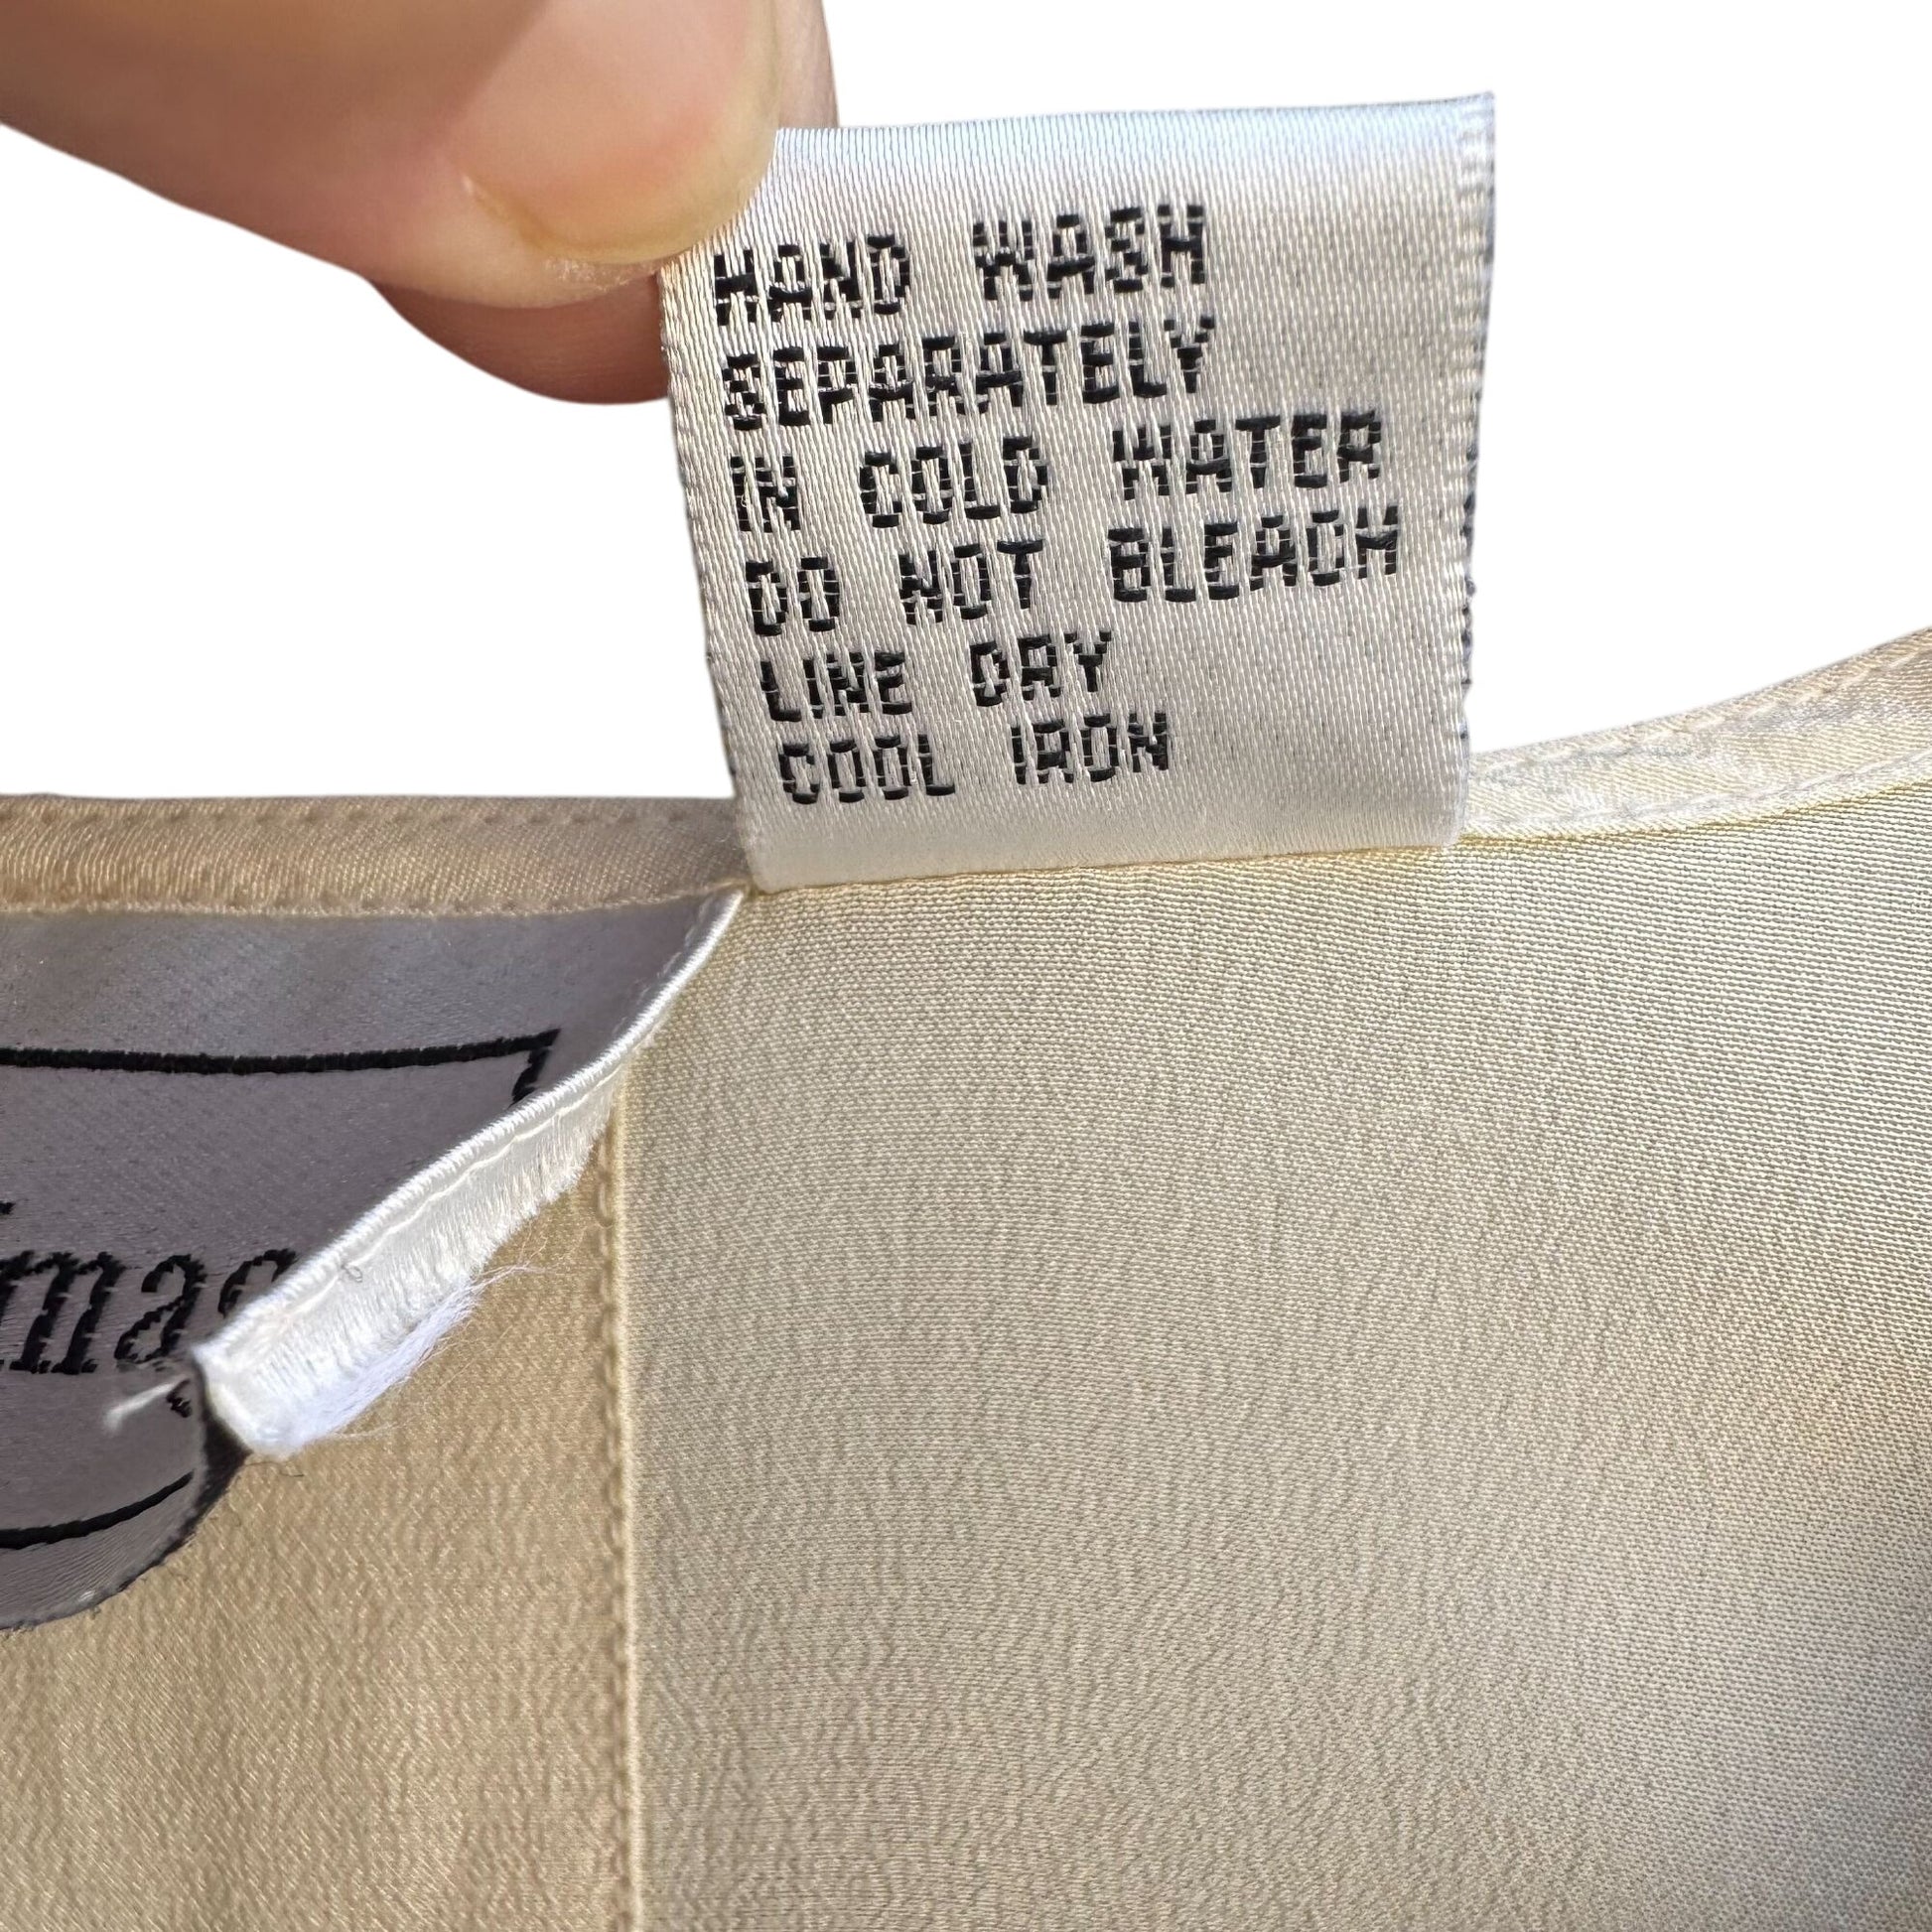 HAND WASH
SEPARATELY
IN COLD WATER
DO NOT BLEACH
LINE DRY
COOL IRON